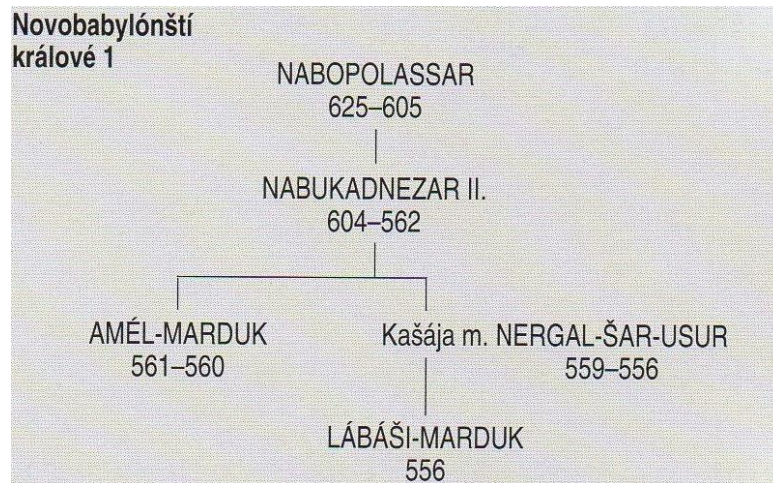 Novobabylónští
králové 1
NABOPOLASSAR
625–605
NABUKADNEZAR II.
604–562
AMÉL-MARDUK
561–560
Kašája m. NERGAL-ŠAR-USUR
559–556
LÁBÁŠI-MARDUK
556